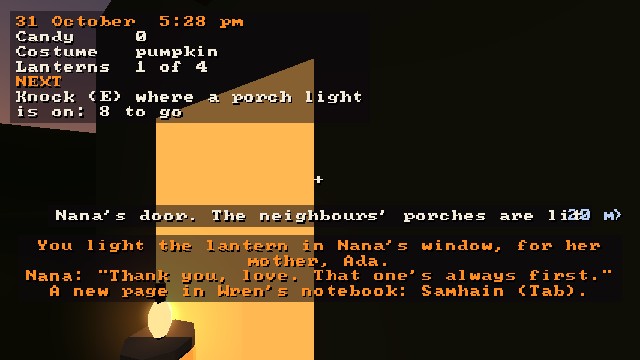 31 October 5:28 pm
Candy 0
Costume pumpkin
Lanterns 1 of 4
NEXT
Knock (E) where a porch light
is on: 8 to go
+
Nana's door. The neighbours' porches are
m)
You light the lantern in Nana's window, for her
mother, Ada.
Nana: "Thank you, love. That one's always first."
A new page in Wren's notebook: Samhain (Tab).